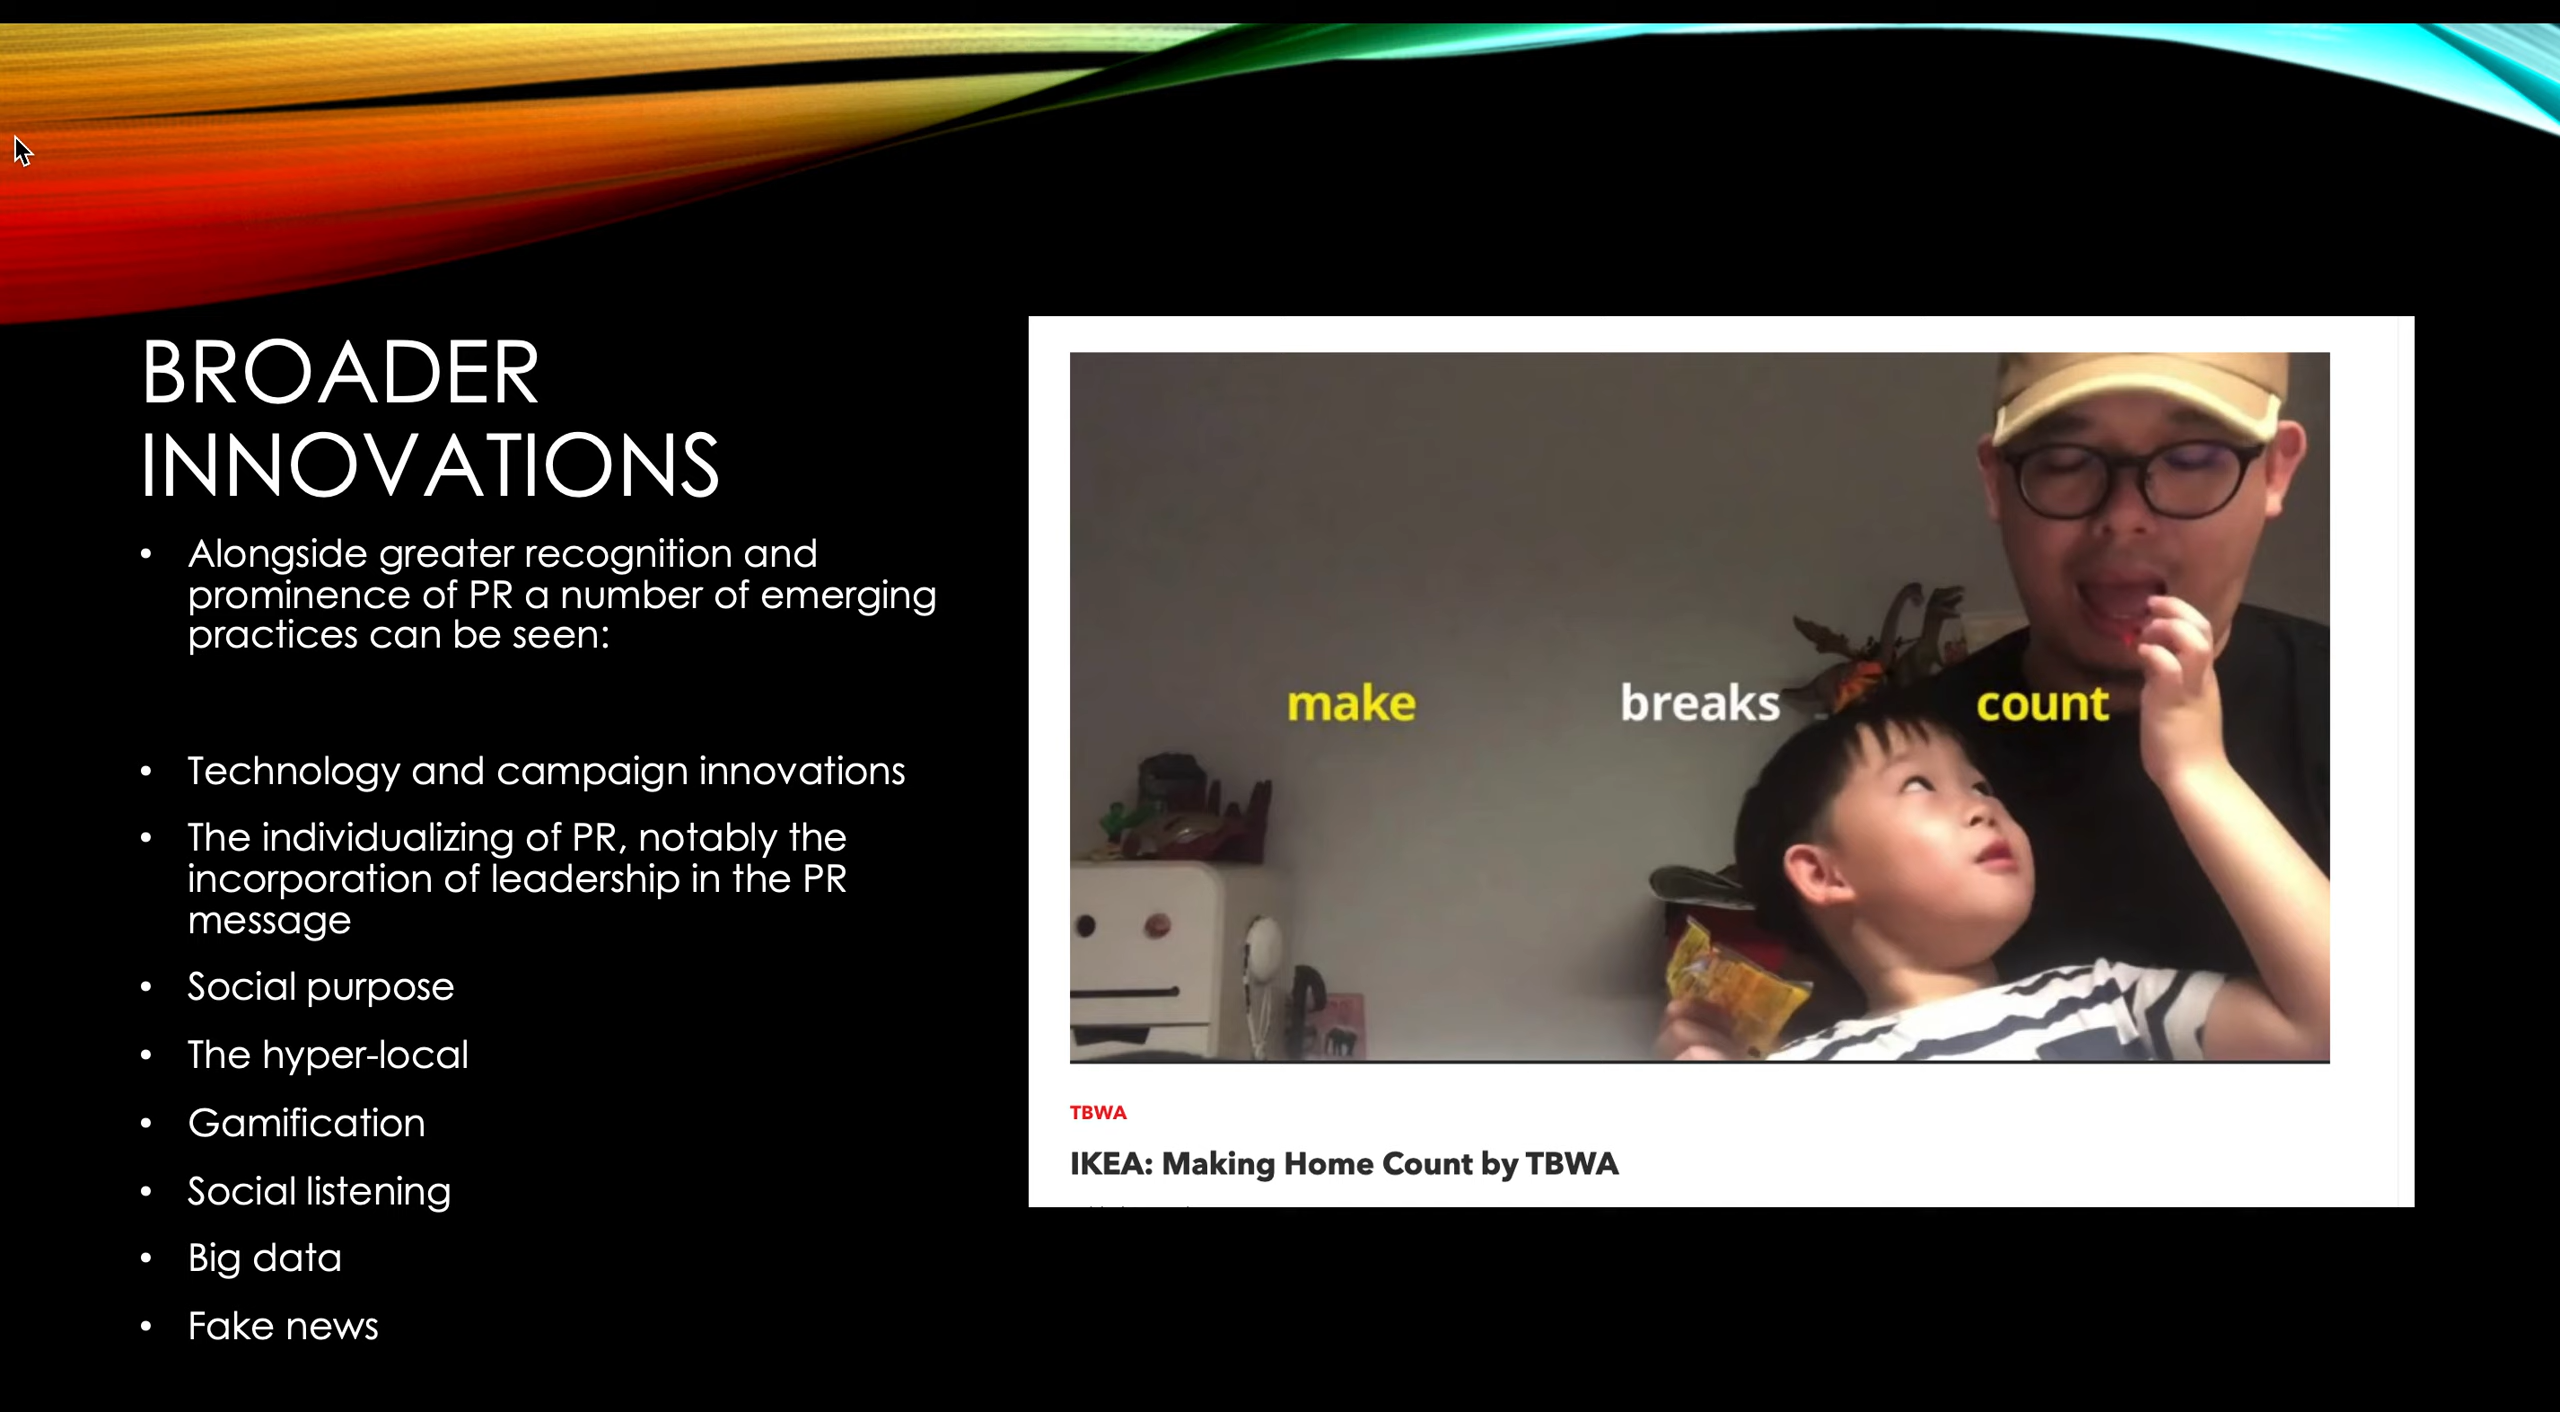 BROADER
INNOVATIONS
• Alongside greater recognition and
prominence of PR a number of emerging
practices can be seen:
• Technology and campaign innovations
• The individualizing of PR, notably the
incorporation of leadership in the PR
message
• Social purpose
• The hyper-local
• Gamification
• Social listening
• Big data
• Fake news
make breaks count
TBWA
IKEA: Making Home Count by TBWA